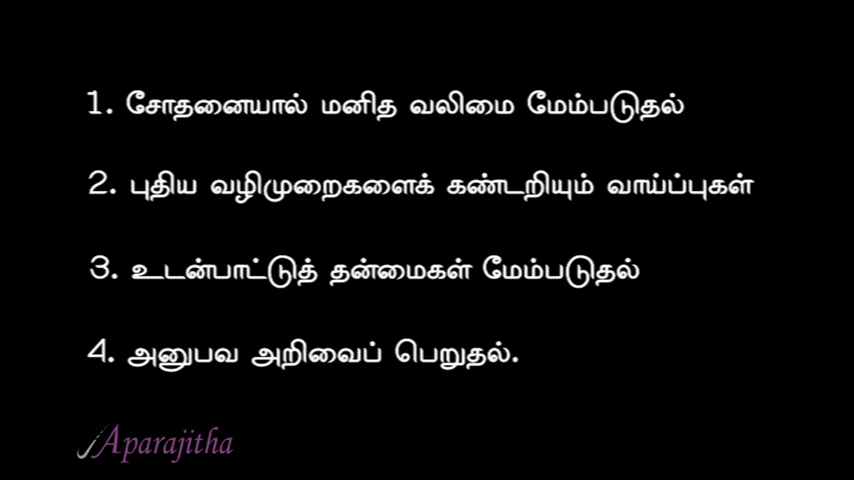 1. சோதனையால் மனித வலிமை மேம்படுதல்
2. புதிய வழிமுறைகளைக் கண்டறியும் வாய்ப்புகள்
3. உடன்பாட்டுத் தன்மைகள் மேம்படுதல்
4. அனுபவ அறிவைப் பெறுதல்.
Aparajitha